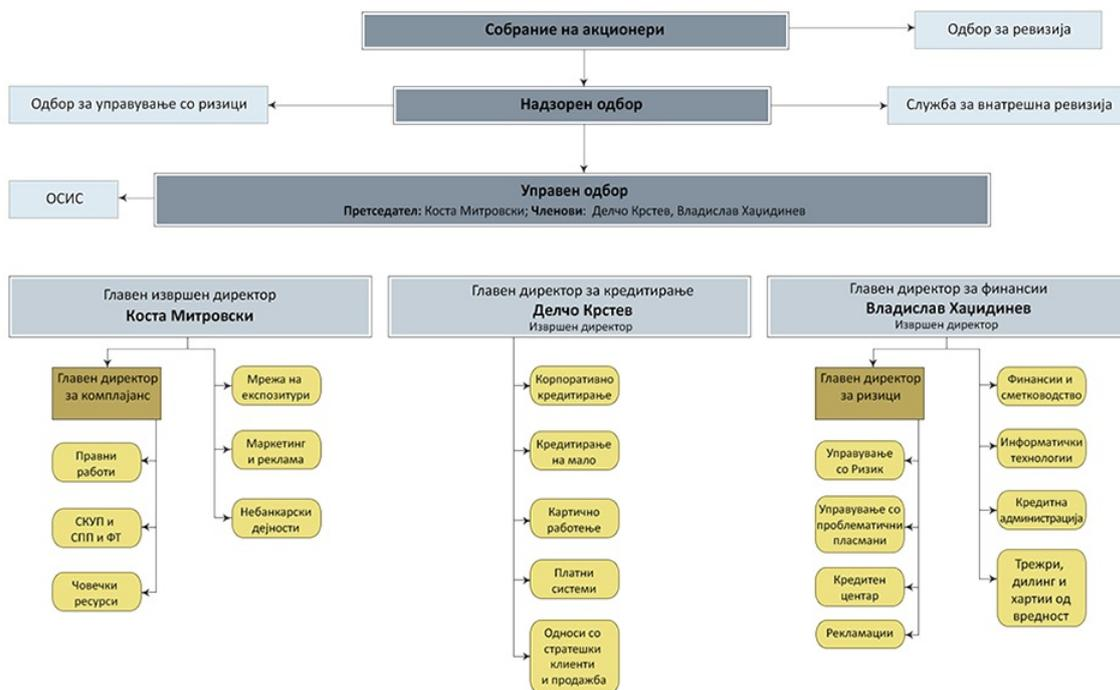 Собрание на акционери
Одбор за ревизија
Одбор за управување со ризици
Надзорен одбор
Служба за внатрешна ревизија
ОСИС
Управен одбор
Претседател: Коста Митровски; Членови: Делчо Крстев, Владислав Хаџидинев
Главен извршен директор
Коста Митровски
Главен директор
за комплајанс
Правни
работи
СКУП и
СПП и ФТ
Човечки
ресурси
Мрежа на
експозитури
Маркетинг
и реклама
Небанкарски
дејности
Главен директор за кредитирање
Делчо Крстев
Извршен директор
Корпоративно
кредитирање
Кредитирање
на мало
Картично
работење
Платни
системи
Односи со
стратешки
клиенти
и продажба
Главен директор за финансии
Владислав Хаџидинев
Извршен директор
Главен директор
за ризици
Управување
со Ризик
Управување со
проблематични
пласмани
Кредитен
центар
Рекламации
Финансии и
сметководство
Информатички
технологии
Кредитна
администрација
Трежри,
дилинг и
хартии од
вредност